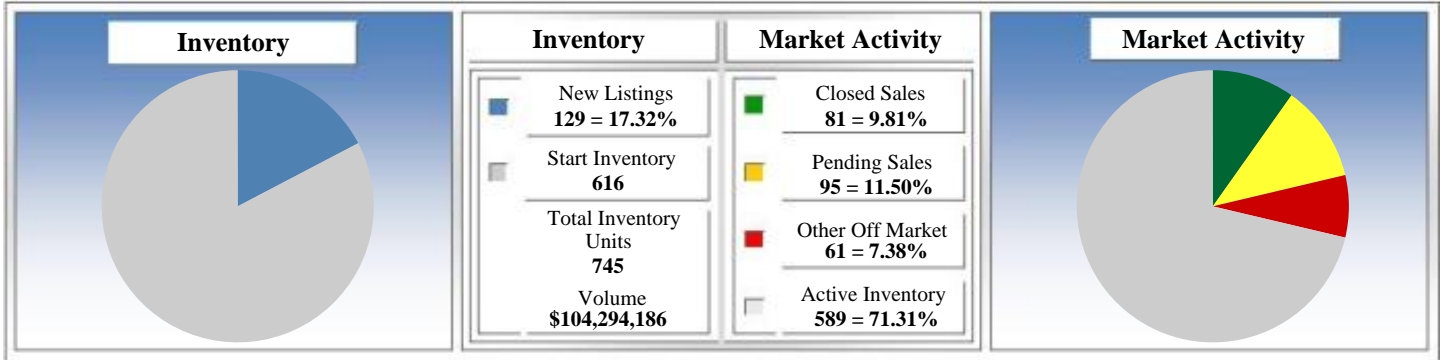 Inventory
Inventory
New Listings
129 = 17.32%
Start Inventory
616
Total Inventory
Units
745
Volume
$104,294,186
Market Activity
Closed Sales
81 = 9.81%
Pending Sales
95 = 11.50%
Other Off Market
61 = 7.38%
Active Inventory
589 = 71.31%
Market Activity